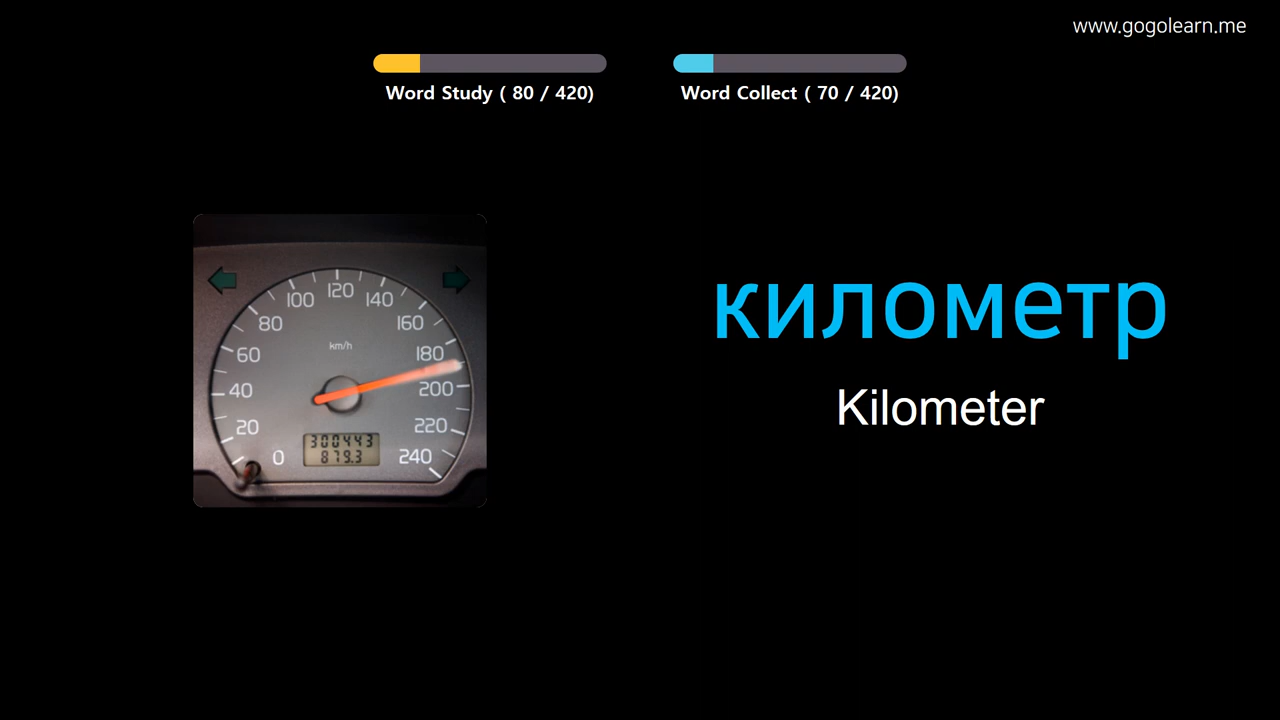 www.gogolearn.me
Word Study ( 80 / 420)
Word Collect ( 70 / 420)
120
100
140
80
160
km/h
60
180
40
200
20
220
300443
0
240
879.3
километр
Kilometer